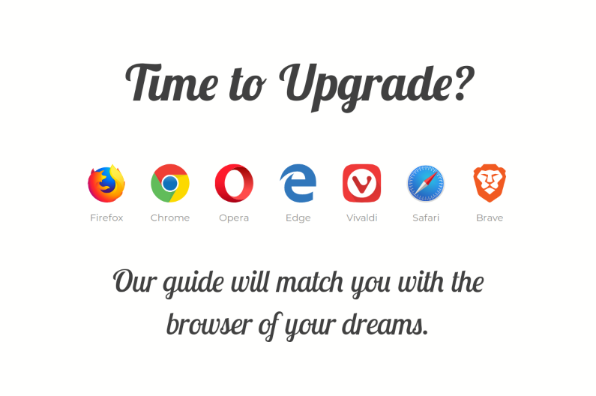 Time to Upgrade?
Firefox Chrome Opera Edge Vivaldi Safari Brave
Our guide will match you with the
browser of your dreams.